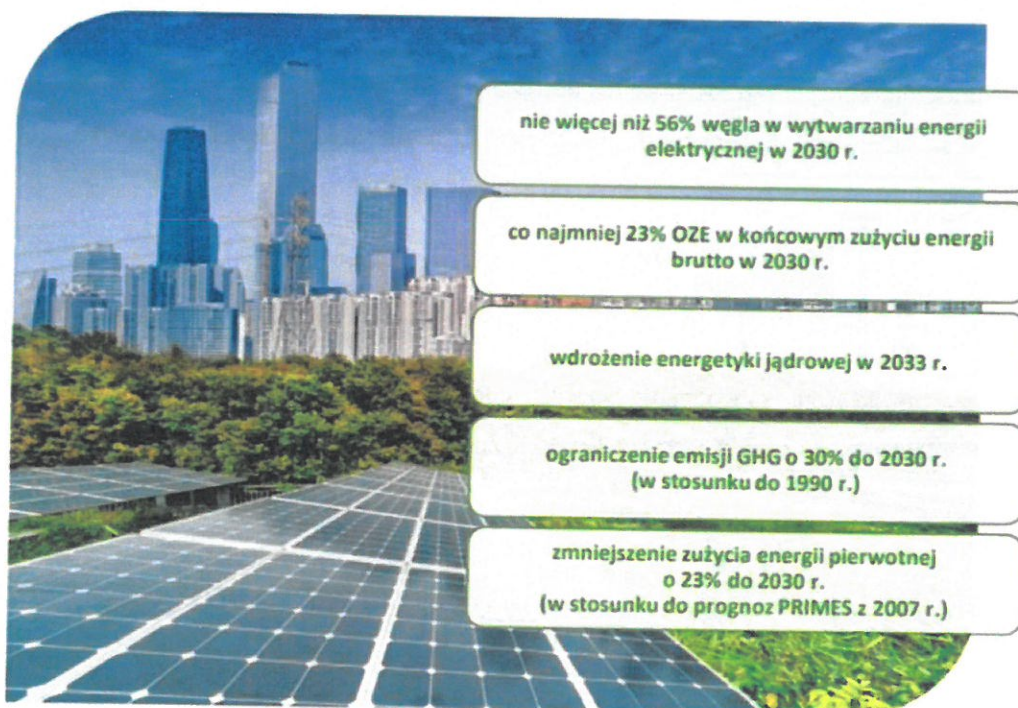 nie więcej niż 56% węgla w wytwarzaniu energii
elektrycznej w 2030 r.
co najmniej 23% OZE w końcowym zużyciu energii
brutto w 2030 r.
wdrożenie energetyki jądrowej w 2033 r.
ograniczenie emisji GHG o 30% do 2030 r.
(w stosunku do 1990 r.)
zmniejszenie zużycia energii pierwotnej
o 23% do 2030 r.
(w stosunku do prognoz PRIMES z 2007 r.)